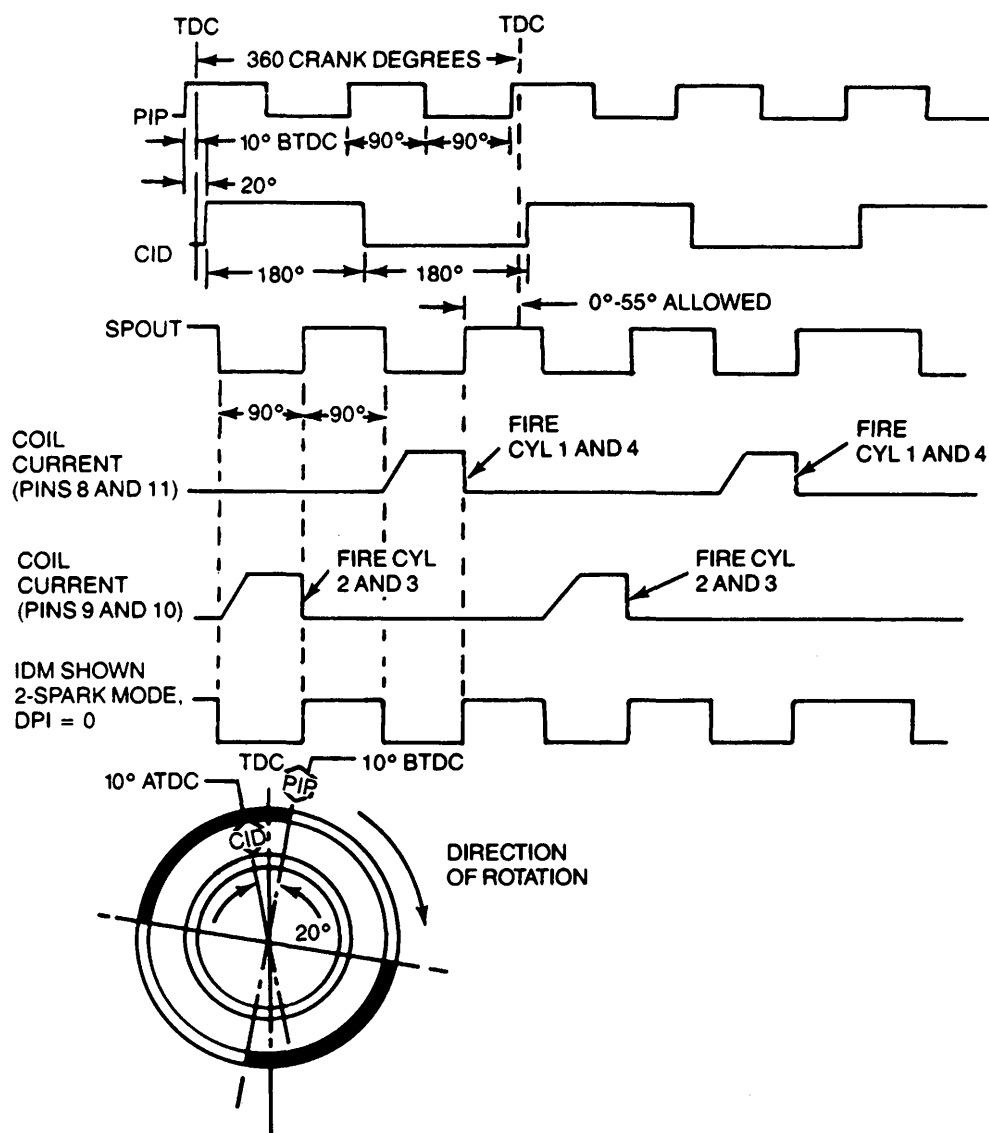 TDC
TDC
360 CRANK DEGREES
PIP
10° BTDC
90°
90°
20°
CID
180°
180°
0°-55° ALLOWED
SPOUT
90°
90°
COIL
CURRENT
(PINS 8 AND 11)
FIRE
CYL 1 AND 4
FIRE
CYL 1 AND 4
COIL
CURRENT
(PINS 9 AND 10)
FIRE CYL
2 AND 3
FIRE CYL
2 AND 3
IDM SHOWN
2-SPARK MODE,
DPI = 0
TDC
10° BTDC
10° ATDC
PIP
CID
DIRECTION
OF ROTATION
20°